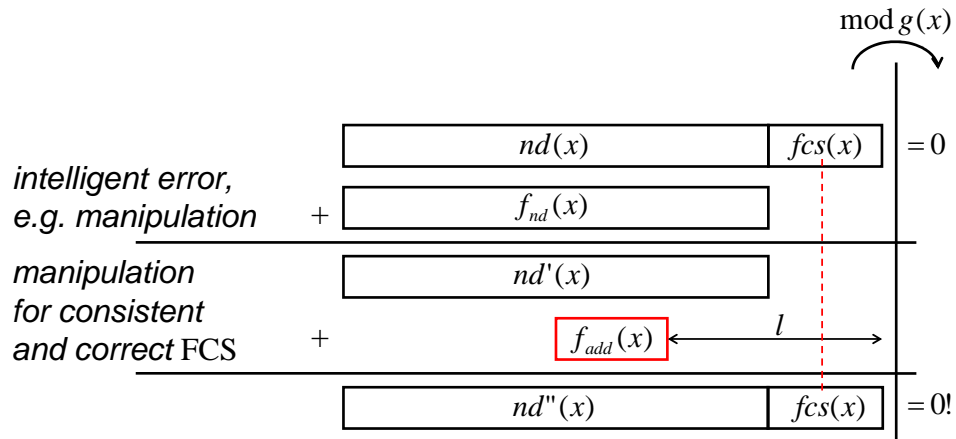 mod g(x)
nd(x) fcs(x) = 0
intelligent error,
e.g. manipulation + f_nd(x)
manipulation nd'(x)
for consistent
and correct FCS + f_add(x) l
nd''(x) fcs(x) = 0!